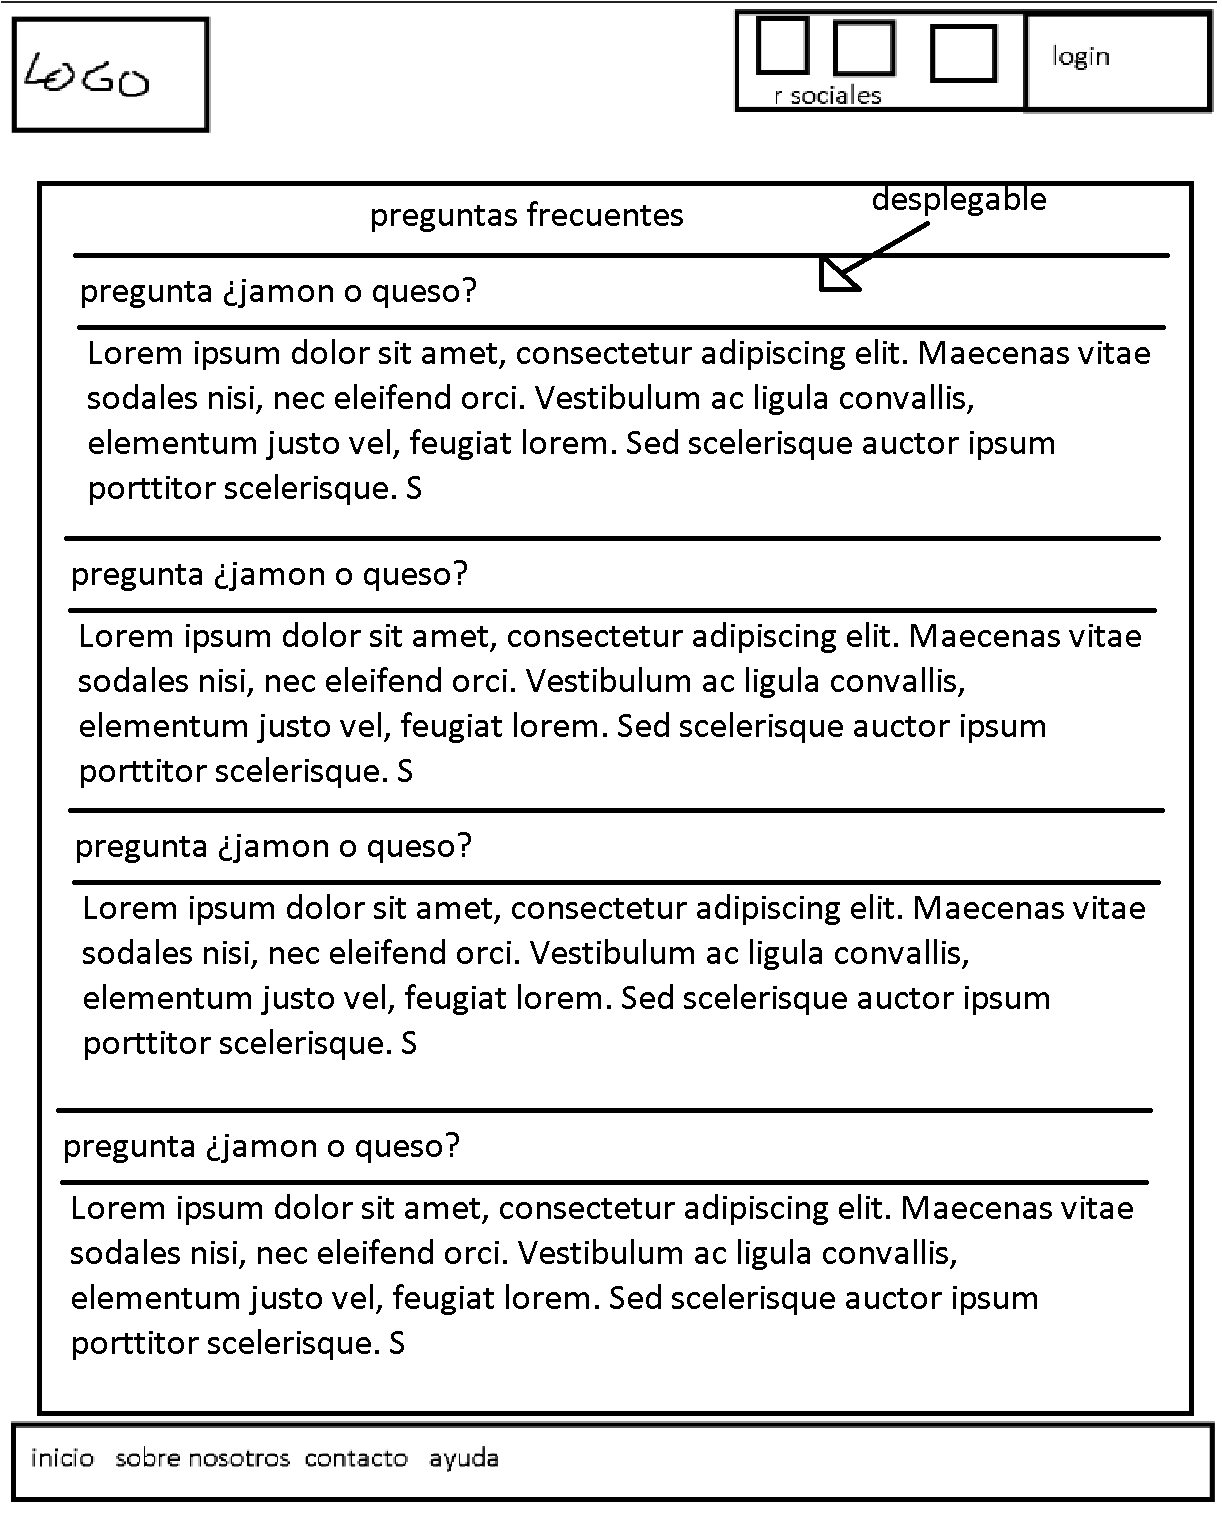 LOGO
r sociales
login
preguntas frecuentes
desplegable
pregunta ¿jamon o queso?
Lorem ipsum dolor sit amet, consectetur adipiscing elit. Maecenas vitae
sodales nisi, nec eleifend orci. Vestibulum ac ligula convallis,
elementum justo vel, feugiat lorem. Sed scelerisque auctor ipsum
porttitor scelerisque. S
pregunta ¿jamon o queso?
Lorem ipsum dolor sit amet, consectetur adipiscing elit. Maecenas vitae
sodales nisi, nec eleifend orci. Vestibulum ac ligula convallis,
elementum justo vel, feugiat lorem. Sed scelerisque auctor ipsum
porttitor scelerisque. S
pregunta ¿jamon o queso?
Lorem ipsum dolor sit amet, consectetur adipiscing elit. Maecenas vitae
sodales nisi, nec eleifend orci. Vestibulum ac ligula convallis,
elementum justo vel, feugiat lorem. Sed scelerisque auctor ipsum
porttitor scelerisque. S
pregunta ¿jamon o queso?
Lorem ipsum dolor sit amet, consectetur adipiscing elit. Maecenas vitae
sodales nisi, nec eleifend orci. Vestibulum ac ligula convallis,
elementum justo vel, feugiat lorem. Sed scelerisque auctor ipsum
porttitor scelerisque. S
inicio sobre nosotros contacto ayuda